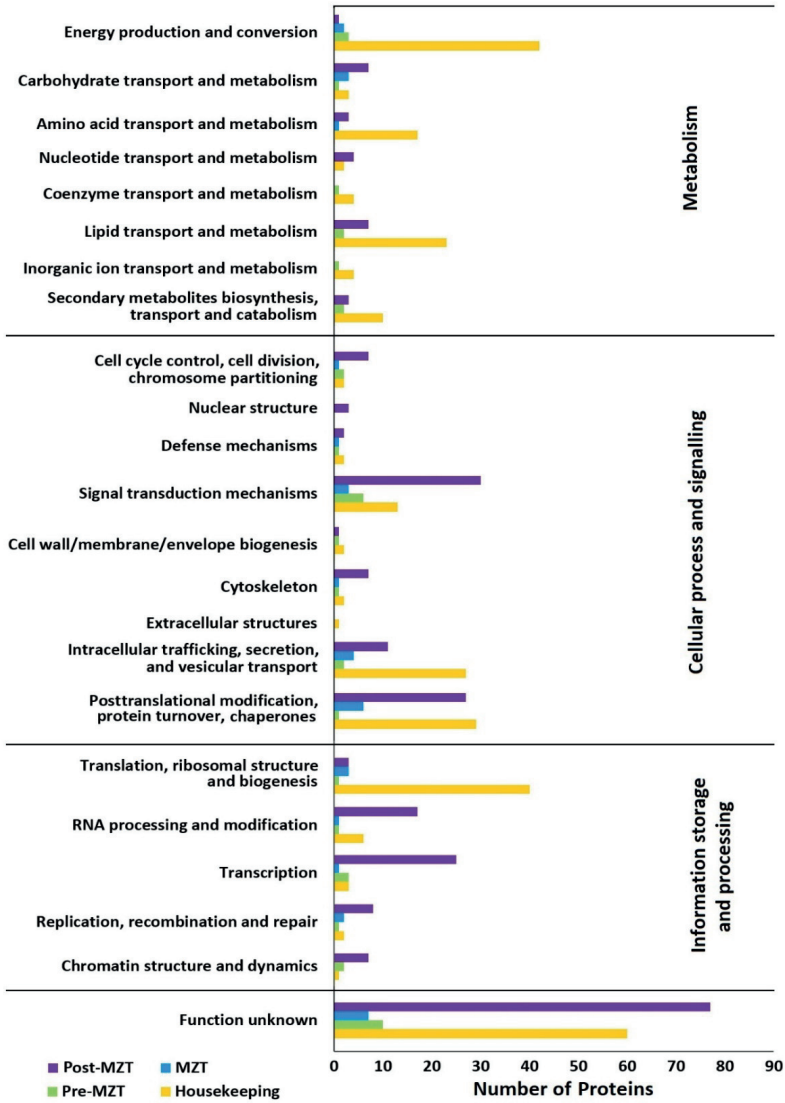 Energy production and conversion
Carbohydrate transport and metabolism
Amino acid transport and metabolism
Nucleotide transport and metabolism
Coenzyme transport and metabolism
Lipid transport and metabolism
Inorganic ion transport and metabolism
Secondary metabolites biosynthesis,
transport and catabolism
Metabolism
Cell cycle control, cell division,
chromosome partitioning
Nuclear structure
Defense mechanisms
Signal transduction mechanisms
Cell wall/membrane/envelope biogenesis
Cytoskeleton
Extracellular structures
Intracellular trafficking, secretion,
and vesicular transport
Posttranslational modification,
protein turnover, chaperones
Cellular process and signalling
Translation, ribosomal structure
and biogenesis
RNA processing and modification
Transcription
Replication, recombination and repair
Chromatin structure and dynamics
Information storage
and processing
Function unknown
0 10 20 30 40 50 60 70 80 90
Number of Proteins
Post-MZT MZT
Pre-MZT Housekeeping